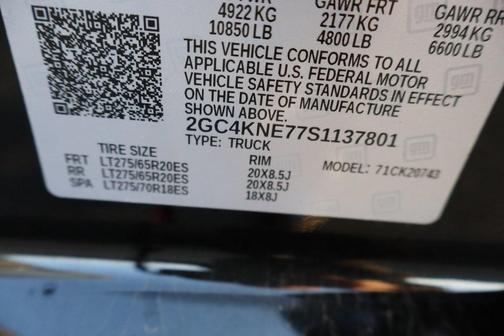 GAWR FRT GAWR RR
4922 KG 2177 KG 2994 KG
10850 LB 4800 LB 6600 LB
THIS VEHICLE CONFORMS TO ALL
APPLICABLE U.S. FEDERAL MOTOR
VEHICLE SAFETY STANDARDS IN EFFECT
ON THE DATE OF MANUFACTURE
SHOWN ABOVE.
2GC4KNE77S1137801
TYPE: TRUCK
TIRE SIZE RIM MODEL: 71CK20743
FRT LT275/65R20ES 20X8.5J
RR LT275/65R20ES 20X8.5J
SPA LT275/70R18ES 18X8J
gm